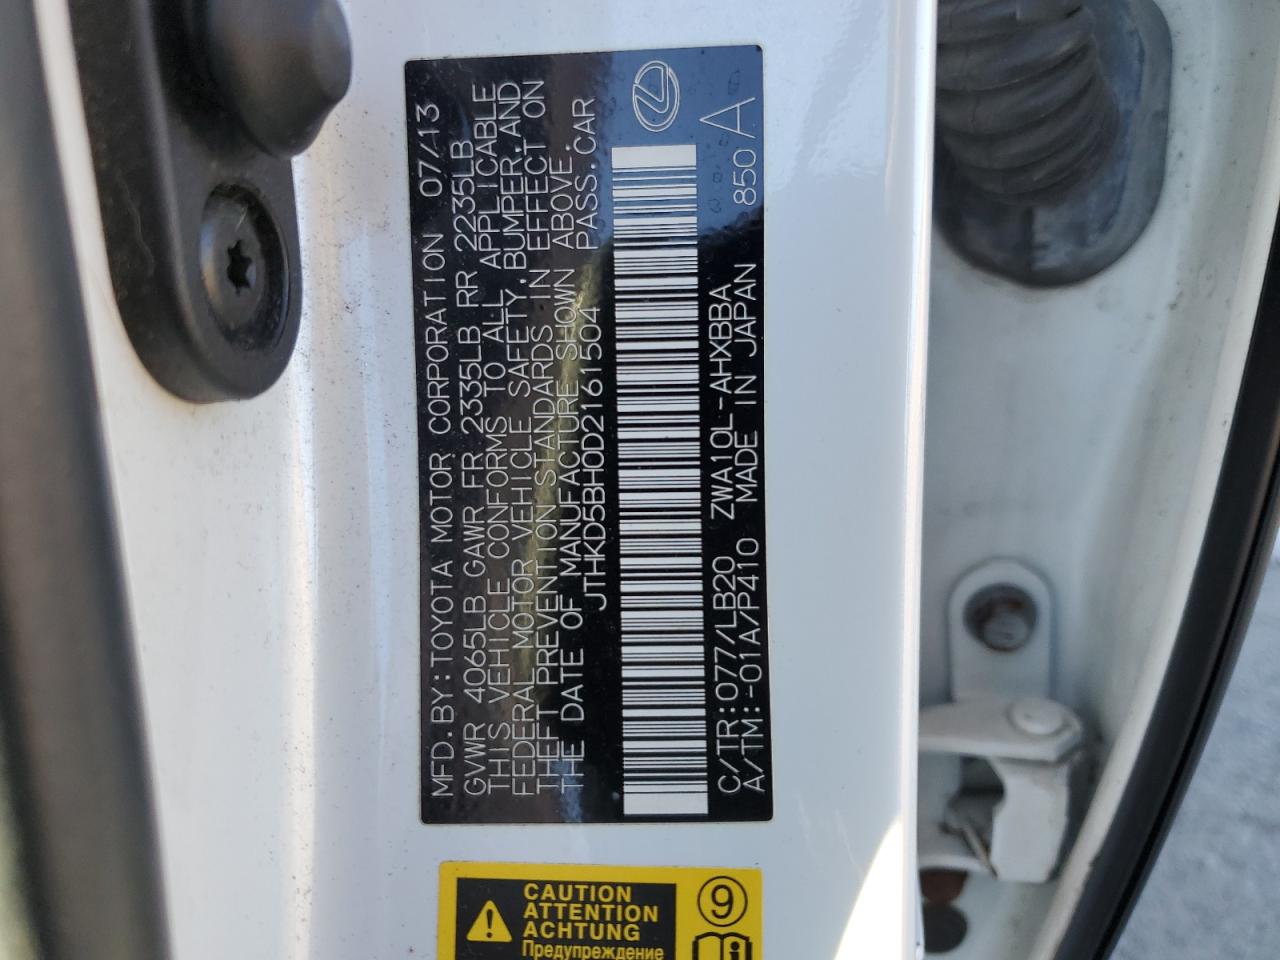 MFD.BY:TOYOTA MOTOR CORPORATION 07/13
GVWR 4065LB GAWR FR 2335LB RR 2235LB
THIS VEHICLE CONFORMS TO ALL APPLICABLE
FEDERAL MOTOR VEHICLE SAFETY,BUMPER,AND
THEFT PREVENTION STANDARDS IN EFFECT ON
THE DATE OF MANUFACTURE SHOWN ABOVE.
JTHKD5BH0D2161504 PASS.CAR
C/TR:077/LB20 ZWA10L-AHXBBA 850 A
A/TM:-01A/P410 MADE IN JAPAN
CAUTION
ATTENTION
ACHTUNG
Предупреждение
9